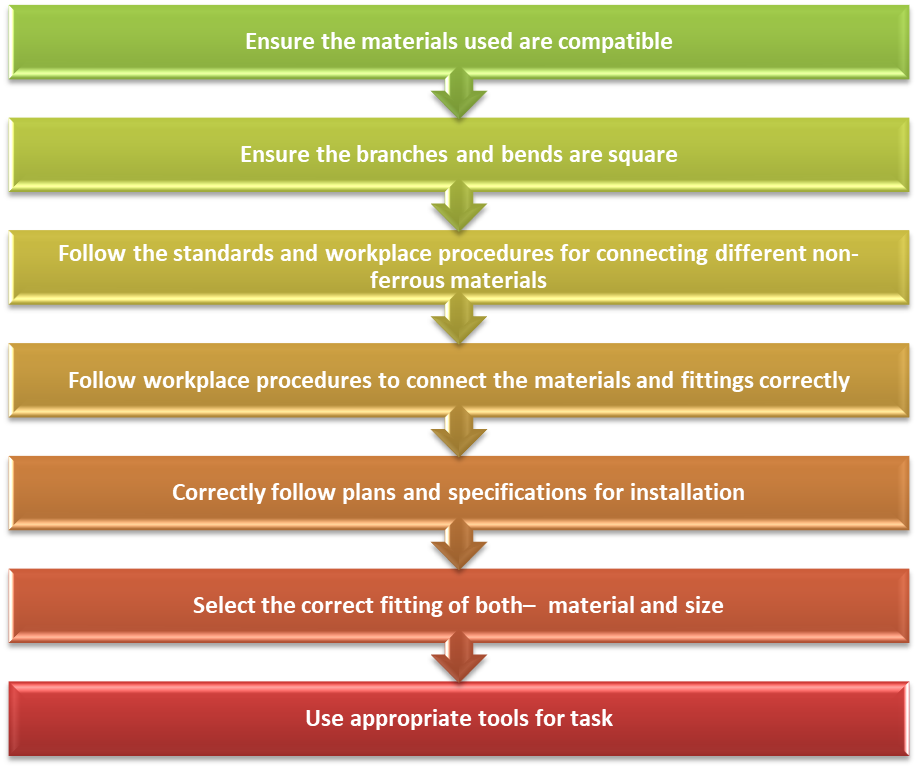 Ensure the materials used are compatible
Ensure the branches and bends are square
Follow the standards and workplace procedures for connecting different non-
ferrous materials
Follow workplace procedures to connect the materials and fittings correctly
Correctly follow plans and specifications for installation
Select the correct fitting of both–  material and size
Use appropriate tools for task